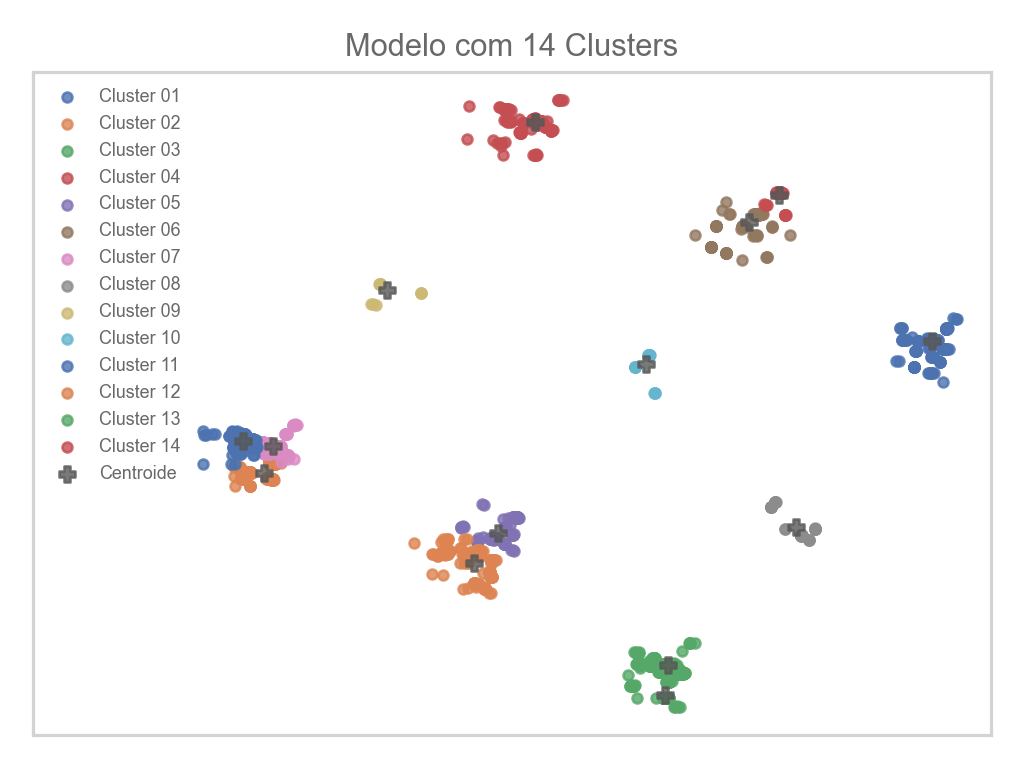 Modelo com 14 Clusters
Cluster 01
Cluster 02
Cluster 03
Cluster 04
Cluster 05
Cluster 06
Cluster 07
Cluster 08
Cluster 09
Cluster 10
Cluster 11
Cluster 12
Cluster 13
Cluster 14
Centroide